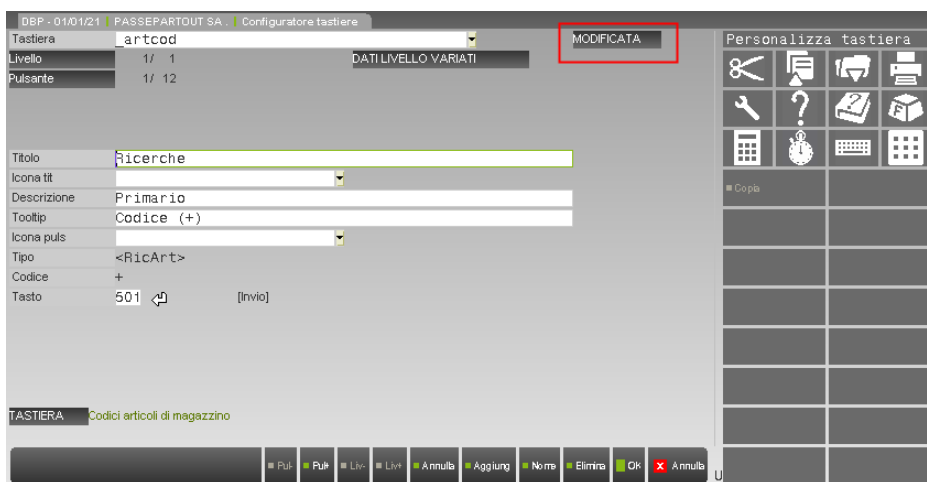 DBP - 01/01/21 PASSEPARTOUT SA . Configuratore tastiere
Tastiera _artcod MODIFICATA
Livello 1/ 1 DATI LIVELLO VARIATI
Pulsante 1/ 12
Titolo Ricerche
Icona tit
Descrizione Primario
Tooltip Codice (+)
Icona puls
Tipo <RicArt>
Codice +
Tasto 501 [Invio]
TASTIERA Codici articoli di magazzino
Pul- Pul+ Liv- Liv+ Annulla Aggiung Nome Elimina Ok X Annulla
Personalizza tastiera
?
?
F
Copia
U